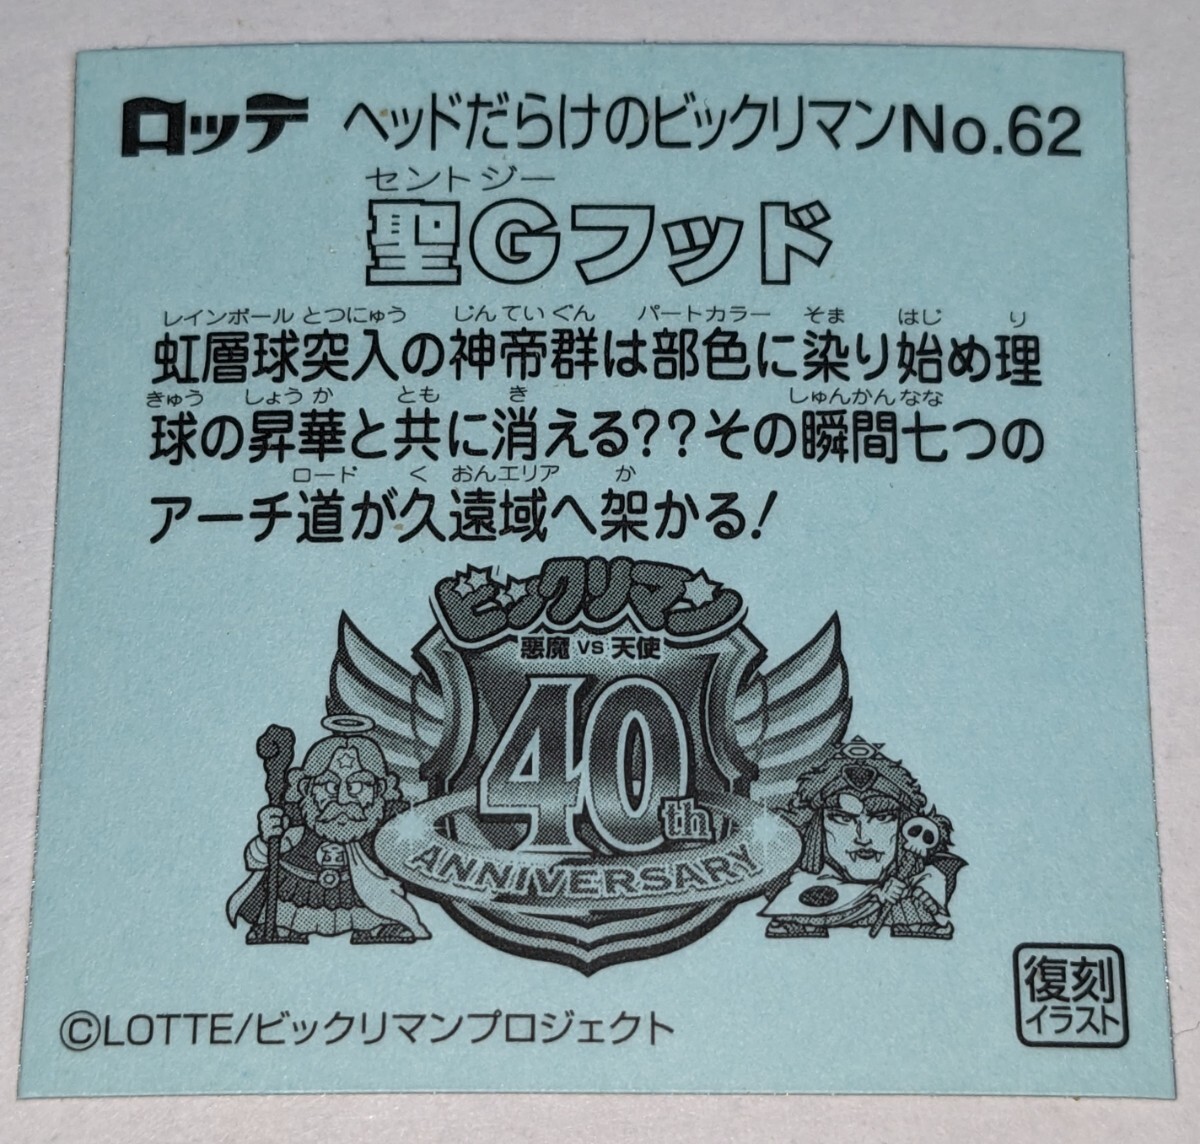 ロッテ ヘッドだらけのビックリマンNo.62
セントジー
聖Gフッド
レインボール とつにゅう じんていぐん パートカラー そま はじ り
虹層球突入の神帝群は部色に染り始め理
きゅう しょうか とも き しゅんかんなな
球の昇華と共に消える??その瞬間七つの
ロード く おんエリア か
アーチ道が久遠域へ架かる!
ビックリマン
悪魔 VS 天使
40th
ANNIVERSARY
©LOTTE/ビックリマンプロジェクト
復刻
イラスト